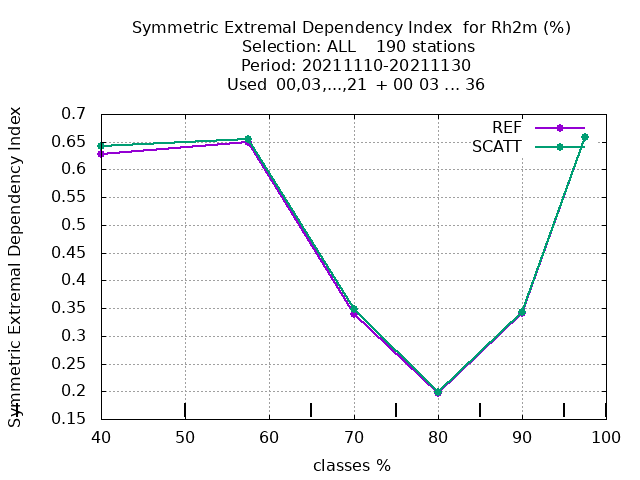 Symmetric Extremal Dependency Index for Rh2m (%)
Selection: ALL 190 stations
Period: 20211110-20211130
Used 00,03,...,21 + 00 03 ... 36
Symmetric Extremal Dependency Index
0.7
0.65
0.6
0.55
0.5
0.45
0.4
0.35
0.3
0.25
0.2
0.15
REF
SCATT
40 50 60 70 80 90 100
classes %